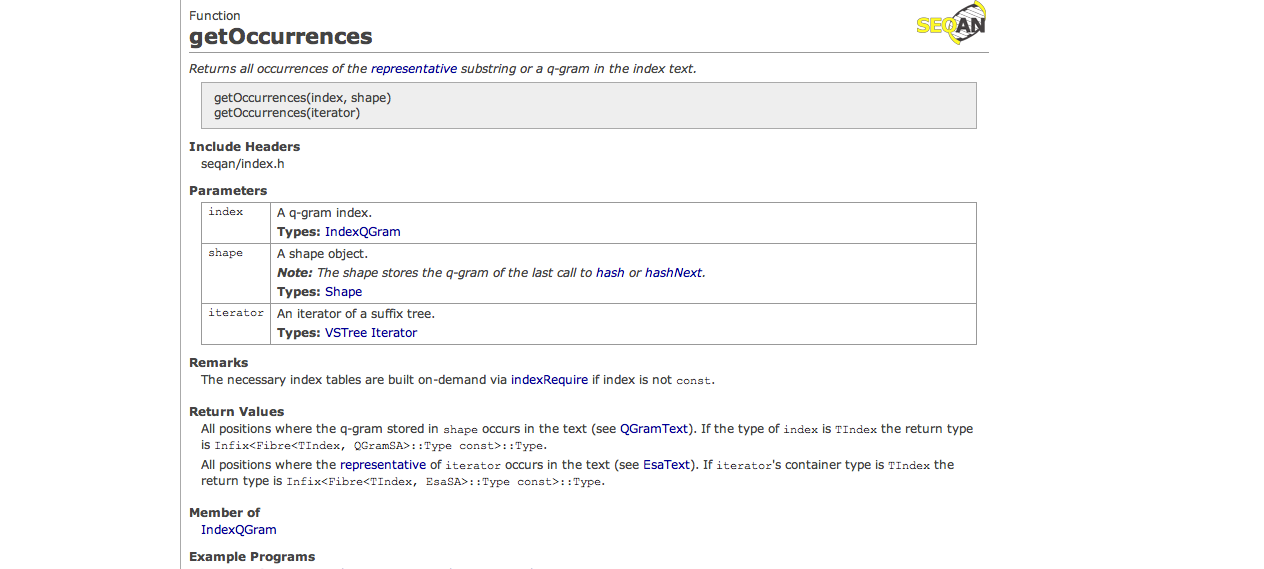 Function
SEQAN
getOccurrences
Returns all occurrences of the representative substring or a q-gram in the index text.
getOccurrences(index, shape)
getOccurrences(iterator)
Include Headers
seqan/index.h
Parameters
index
A q-gram index.
Types: IndexQGram
shape
A shape object.
Note: The shape stores the q-gram of the last call to hash or hashNext.
Types: Shape
iterator
An iterator of a suffix tree.
Types: VSTree Iterator
Remarks
The necessary index tables are built on-demand via indexRequire if index is not const.
Return Values
All positions where the q-gram stored in shape occurs in the text (see QGramText). If the type of index is TIndex the return type
is Infix<Fibre<TIndex, QGramSA>::Type const>::Type.
All positions where the representative of iterator occurs in the text (see EsaText). If iterator's container type is TIndex the
return type is Infix<Fibre<TIndex, EsaSA>::Type const>::Type.
Member of
IndexQGram
Example Programs